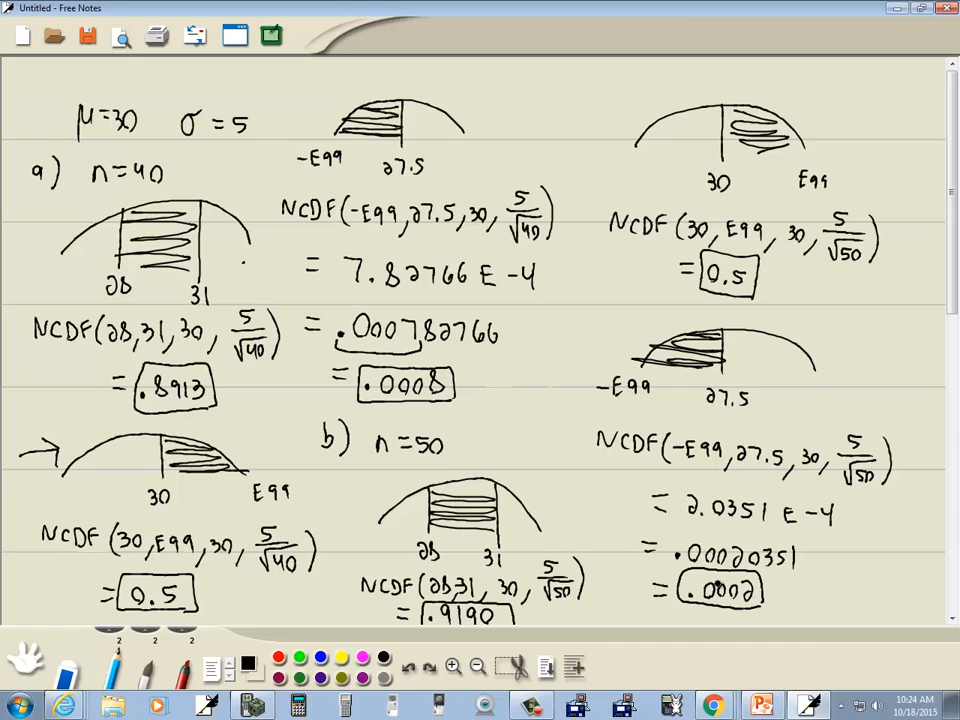 Untitled - Free Notes
μ=30 σ = 5
a) n=40
28 31
NCDF(28,31,30, 5/√40)
= .8913
30 E99
NCDF (30,E99,30, 5/√40)
= 0.5
-E99 27.5
NCDF(-E99,27.5,30, 5/√40)
= 7.82766 E -4
= .000782766
= .0008
b) n=50
28 31
NCDF(28,31, 30, 5/√50)
= .9190
30 E99
NCDF (30, E99, 30, 5/√50)
= 0.5
-E99 27.5
NCDF(-E99,27.5,30, 5/√50)
= 2.0351 E -4
= .00020351
= .0002
2 2 2
10:24 AM
10/18/2015